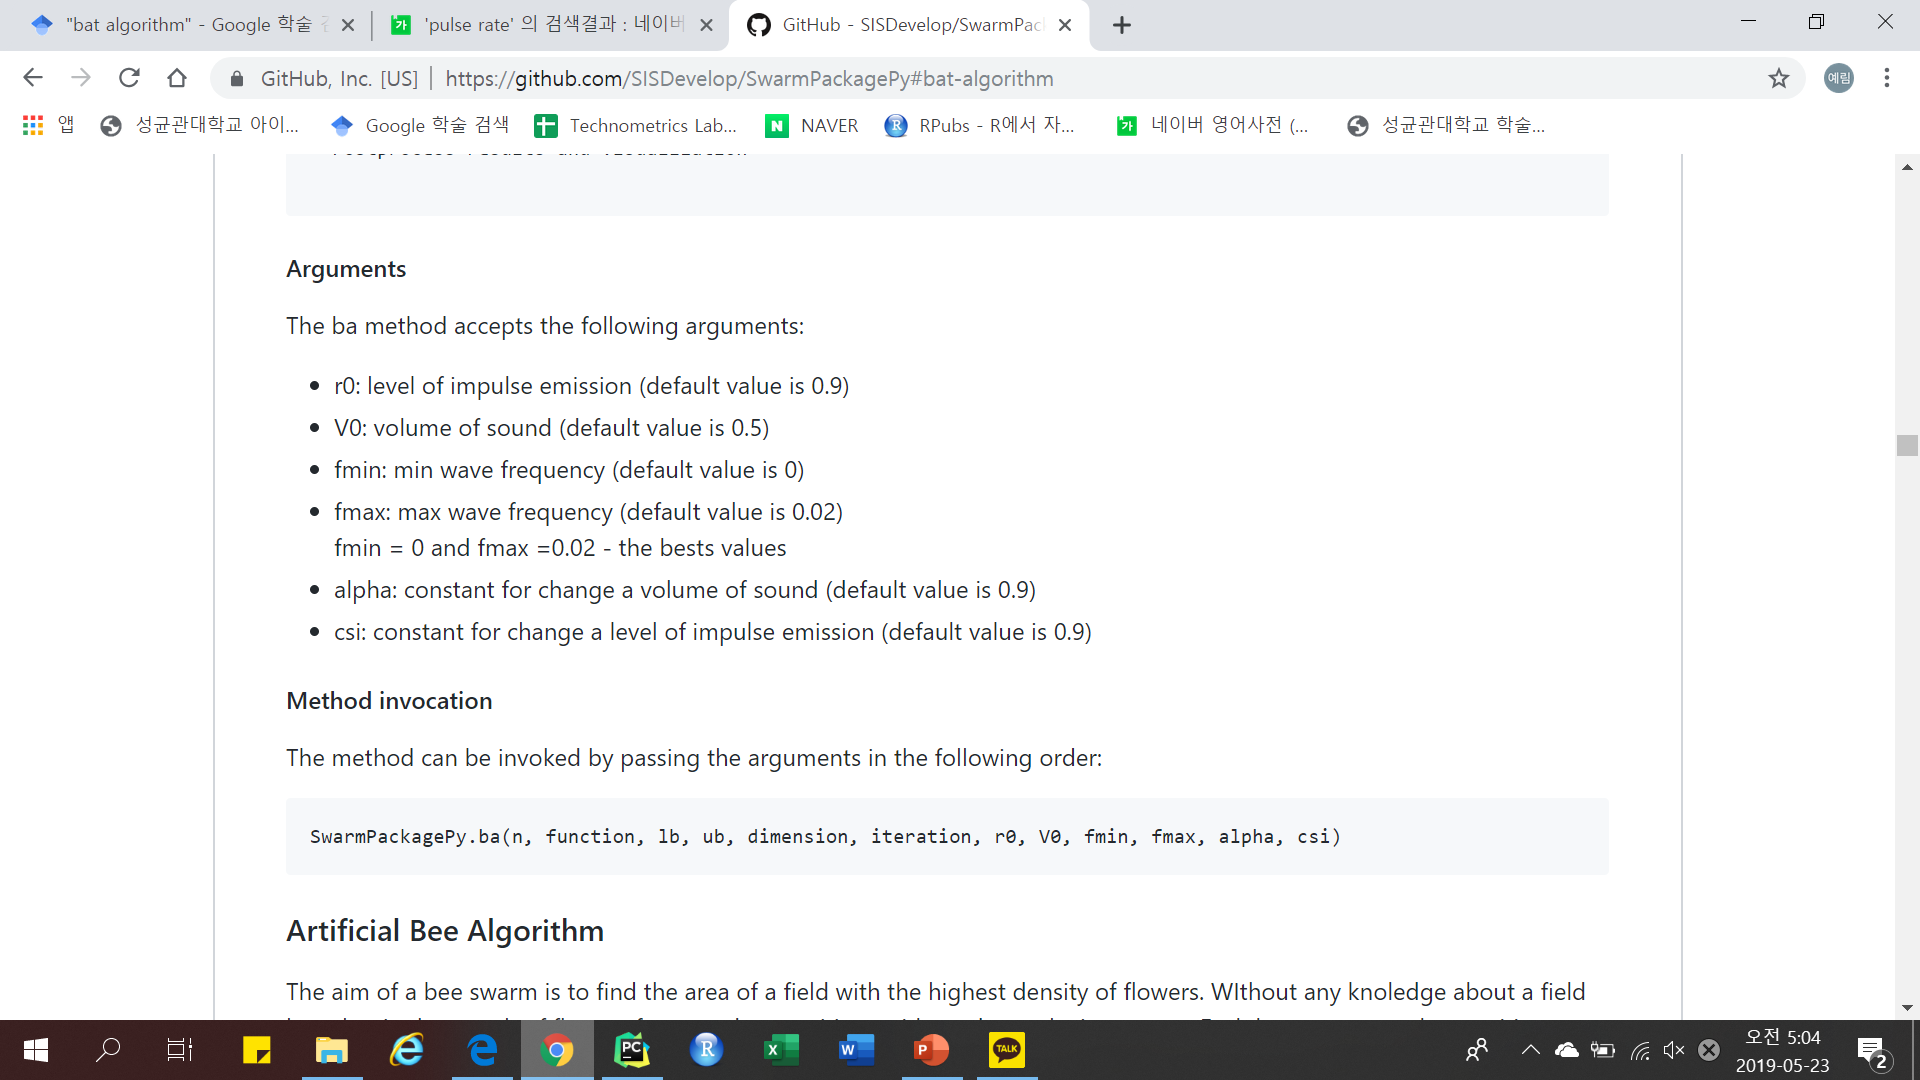 "bat algorithm" - Google 학술
'pulse rate' 의 검색결과 : 네이버
GitHub - SISDevelop/SwarmPac
GitHub, Inc. [US] | https://github.com/SISDevelop/SwarmPackagePy#bat-algorithm
예림
앱
성균관대학교 아이...
Google 학술 검색
Technometrics Lab...
NAVER
RPubs - R에서 자...
네이버 영어사전 (...
성균관대학교 학술...
Arguments
The ba method accepts the following arguments:
r0: level of impulse emission (default value is 0.9)
V0: volume of sound (default value is 0.5)
fmin: min wave frequency (default value is 0)
fmax: max wave frequency (default value is 0.02)
fmin = 0 and fmax =0.02 - the bests values
alpha: constant for change a volume of sound (default value is 0.9)
csi: constant for change a level of impulse emission (default value is 0.9)
Method invocation
The method can be invoked by passing the arguments in the following order:
SwarmPackagePy.ba(n, function, lb, ub, dimension, iteration, r0, V0, fmin, fmax, alpha, csi)
Artificial Bee Algorithm
The aim of a bee swarm is to find the area of a field with the highest density of flowers. WIthout any knoledge about a field
PC
R
X
W
P
TALK
오전 5:04
2019-05-23
2